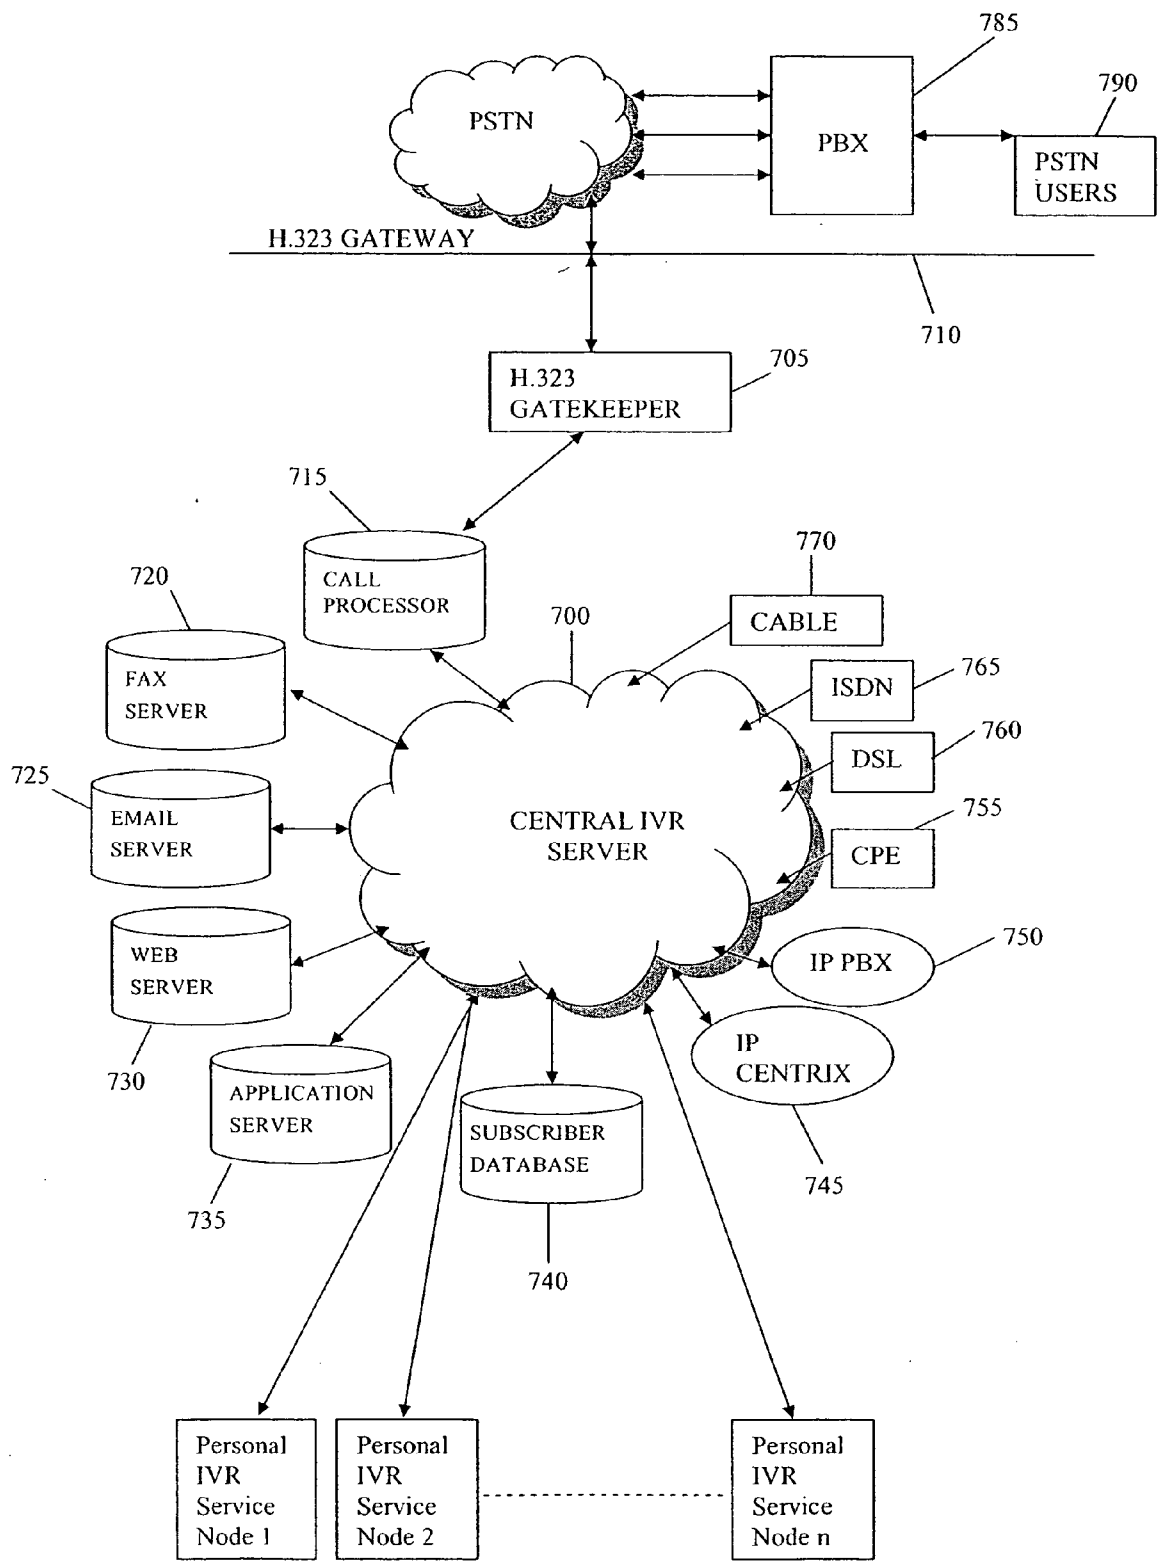 785
790
PSTN
PBX
PSTN
USERS
H.323 GATEWAY
710
705
H.323
GATEKEEPER
715
770
CALL
PROCESSOR
720
700
CABLE
765
ISDN
FAX
SERVER
760
DSL
725
755
EMAIL
SERVER
CENTRAL IVR
SERVER
CPE
750
WEB
SERVER
IP PBX
730
IP
CENTRIX
APPLICATION
SERVER
SUBSCRIBER
DATABASE
745
735
740
Personal
IVR
Service
Node 1
Personal
IVR
Service
Node 2
Personal
IVR
Service
Node n